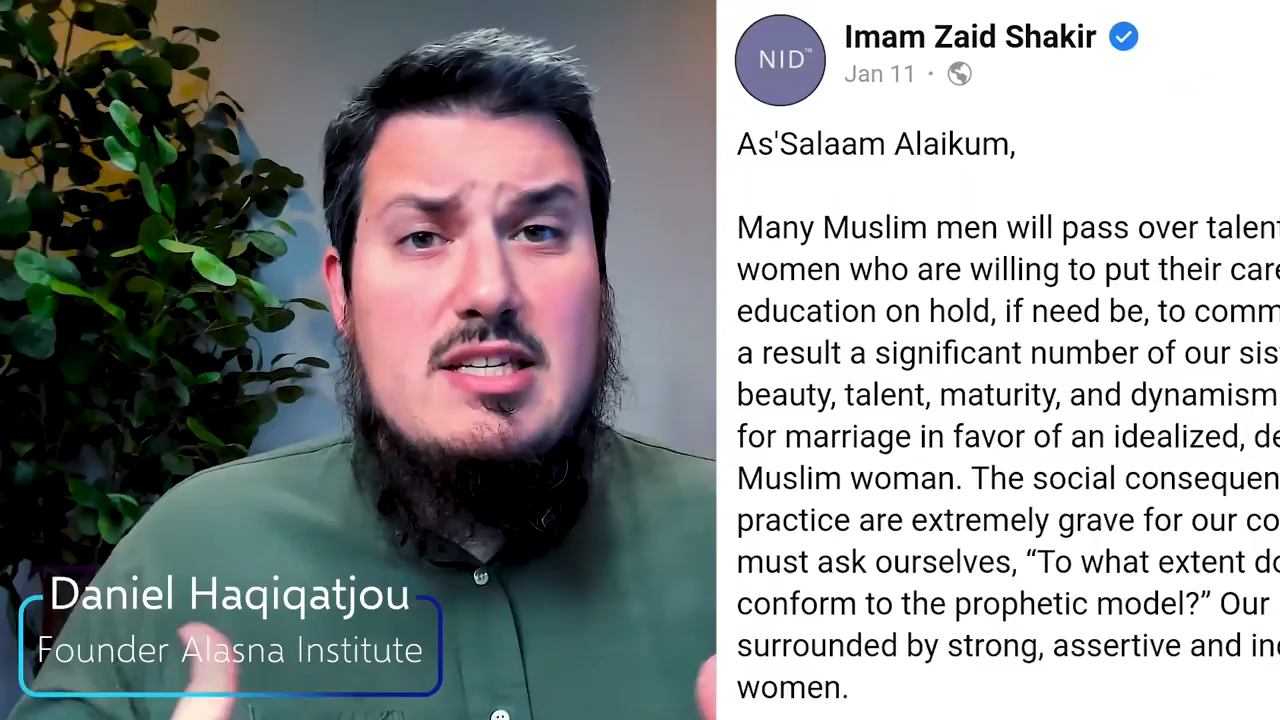 Daniel Haqiqatjou
Founder Alasna Institute
NID™
Imam Zaid Shakir
Jan 11 ·
As'Salaam Alaikum,
Many Muslim men will pass over talent
women who are willing to put their care
education on hold, if need be, to comm
a result a significant number of our sis
beauty, talent, maturity, and dynamism
for marriage in favor of an idealized, de
Muslim woman. The social consequen
practice are extremely grave for our co
must ask ourselves, “To what extent do
conform to the prophetic model?” Our
surrounded by strong, assertive and ind
women.